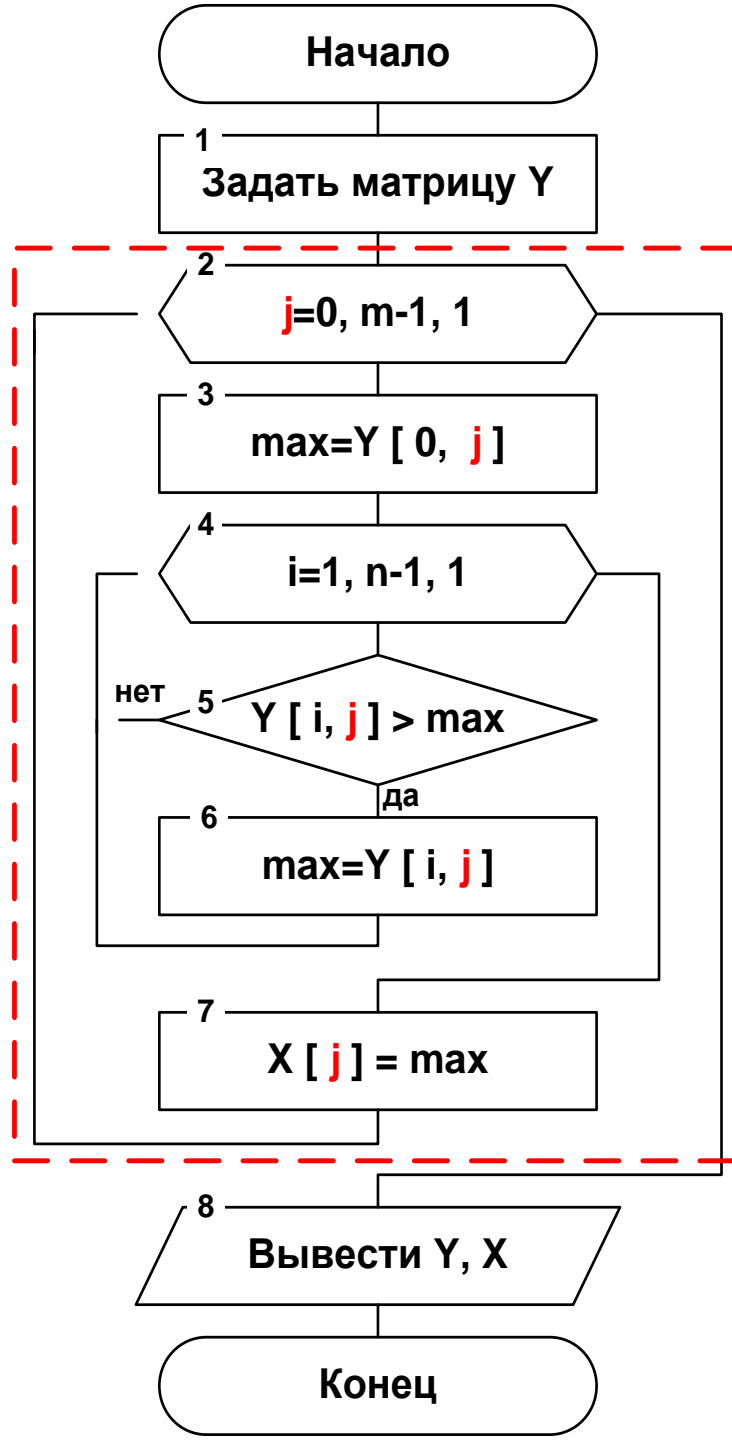 Начало
1
Задать матрицу Y
2
j=0, m-1, 1
3
max=Y [ 0, j ]
4
i=1, n-1, 1
нет
5
Y [ i, j ] > max
да
6
max=Y [ i, j ]
7
X [ j ] = max
8
Вывести Y, X
Конец